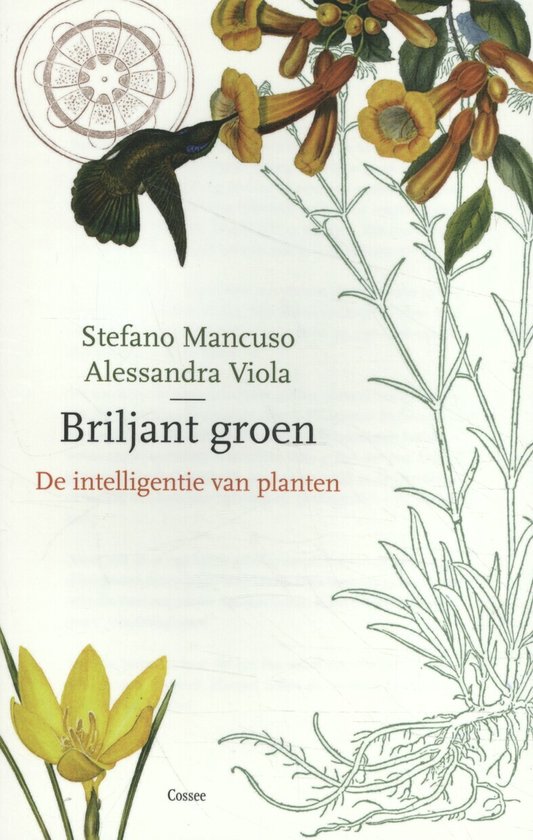 Stefano Mancuso
Alessandra Viola
Briljant groen
De intelligentie van planten
Cossee